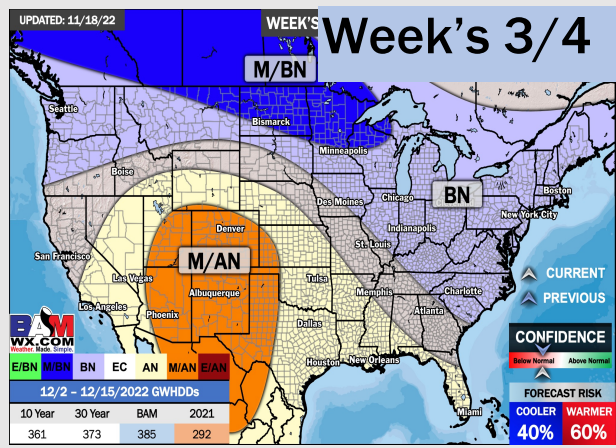 UPDATED: 11/18/22
WEEK'S
Week's 3/4
M/BN
Seattle
Bismarck
Minneapolis
Boise
BN
Boston
Des Moines
Chicago
New York City
Denver
Indianapolis
San Francisco
St. Louis
M/AN
CURRENT
Las Vegas
Tulsa
Albuquerque
Memphis
Charlotte
PREVIOUS
Los Angeles
Phoenix
Atlanta
Dallas
BAM
WX.COM
Weather. Made. Simple.
CONFIDENCE
Below Normal
Above Normal
Houston
New Orleans
E/BN M/BN BN EC AN M/AN E/AN
12/2 – 12/15/2022 GWHDDs
FORECAST RISK
10 Year 30 Year BAM 2021
Miami
COOLER WARMER
361 373 385 292
40% 60%